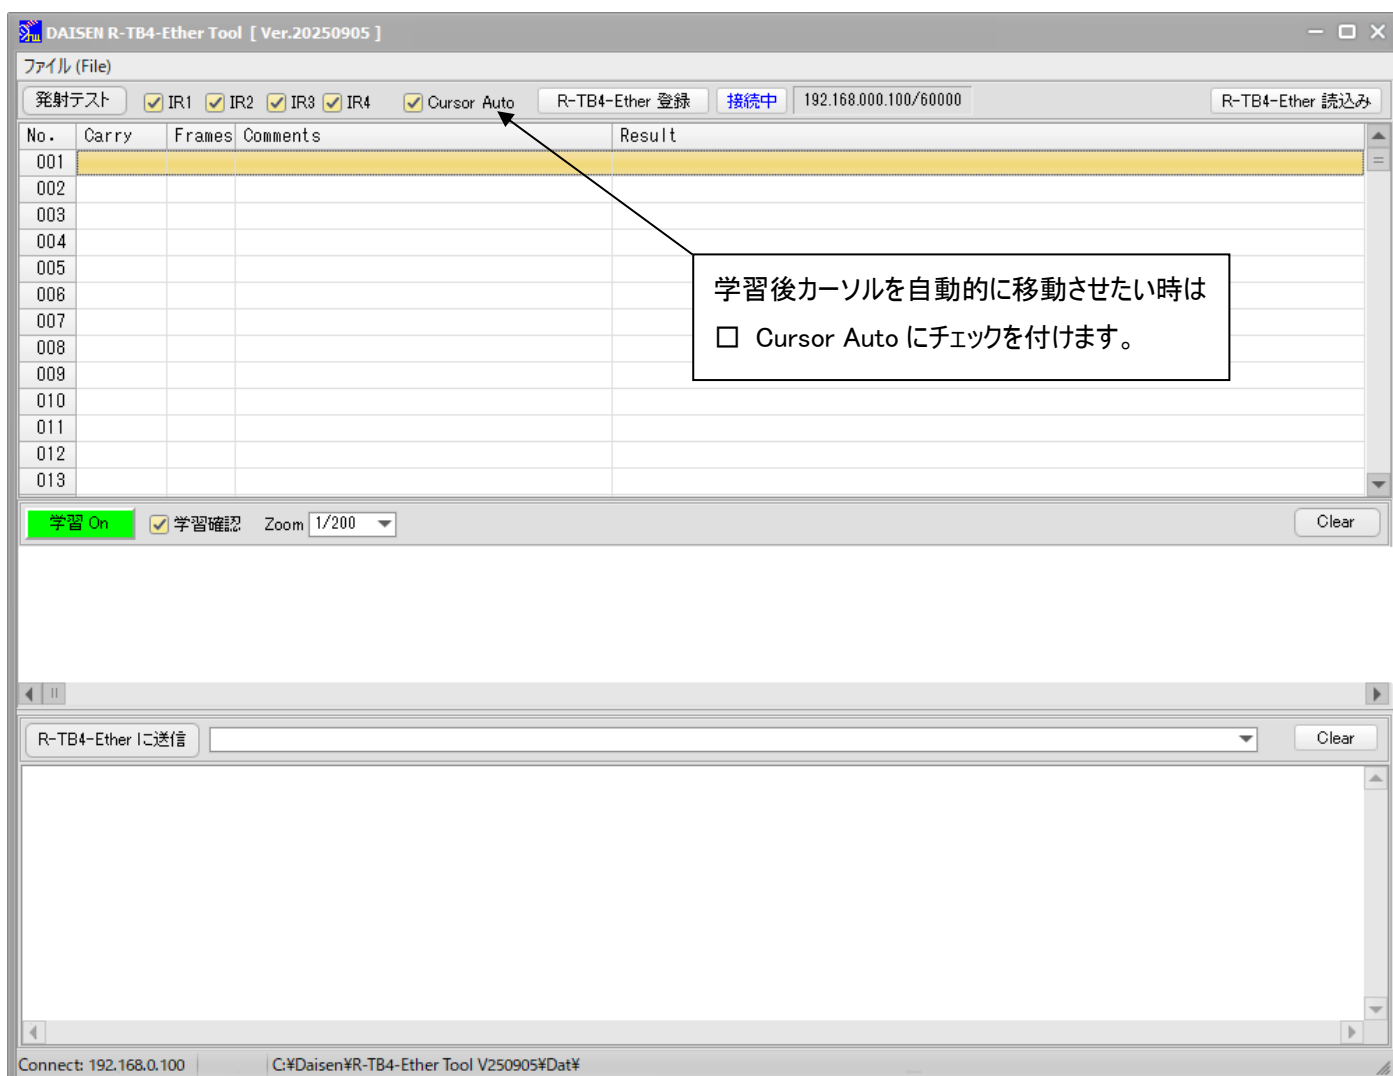 DAISEN R-TB4-Ether Tool [ Ver.20250905 ]
ファイル (File)
発射テスト IR1 IR2 IR3 IR4 Cursor Auto R-TB4-Ether 登録 接続中 192.168.000.100/60000 R-TB4-Ether 読込み
No. Carry Frames Comments Result
001
002
003
004
005
006
007
008
009
010
011
012
013
学習後カーソルを自動的に移動させたい時は
□ Cursor Auto にチェックを付けます。
学習 On 学習確認 Zoom 1/200 Clear
R-TB4-Ether に送信 Clear
Connect: 192.168.0.100 C:¥Daisen¥R-TB4-Ether Tool V250905¥Dat¥